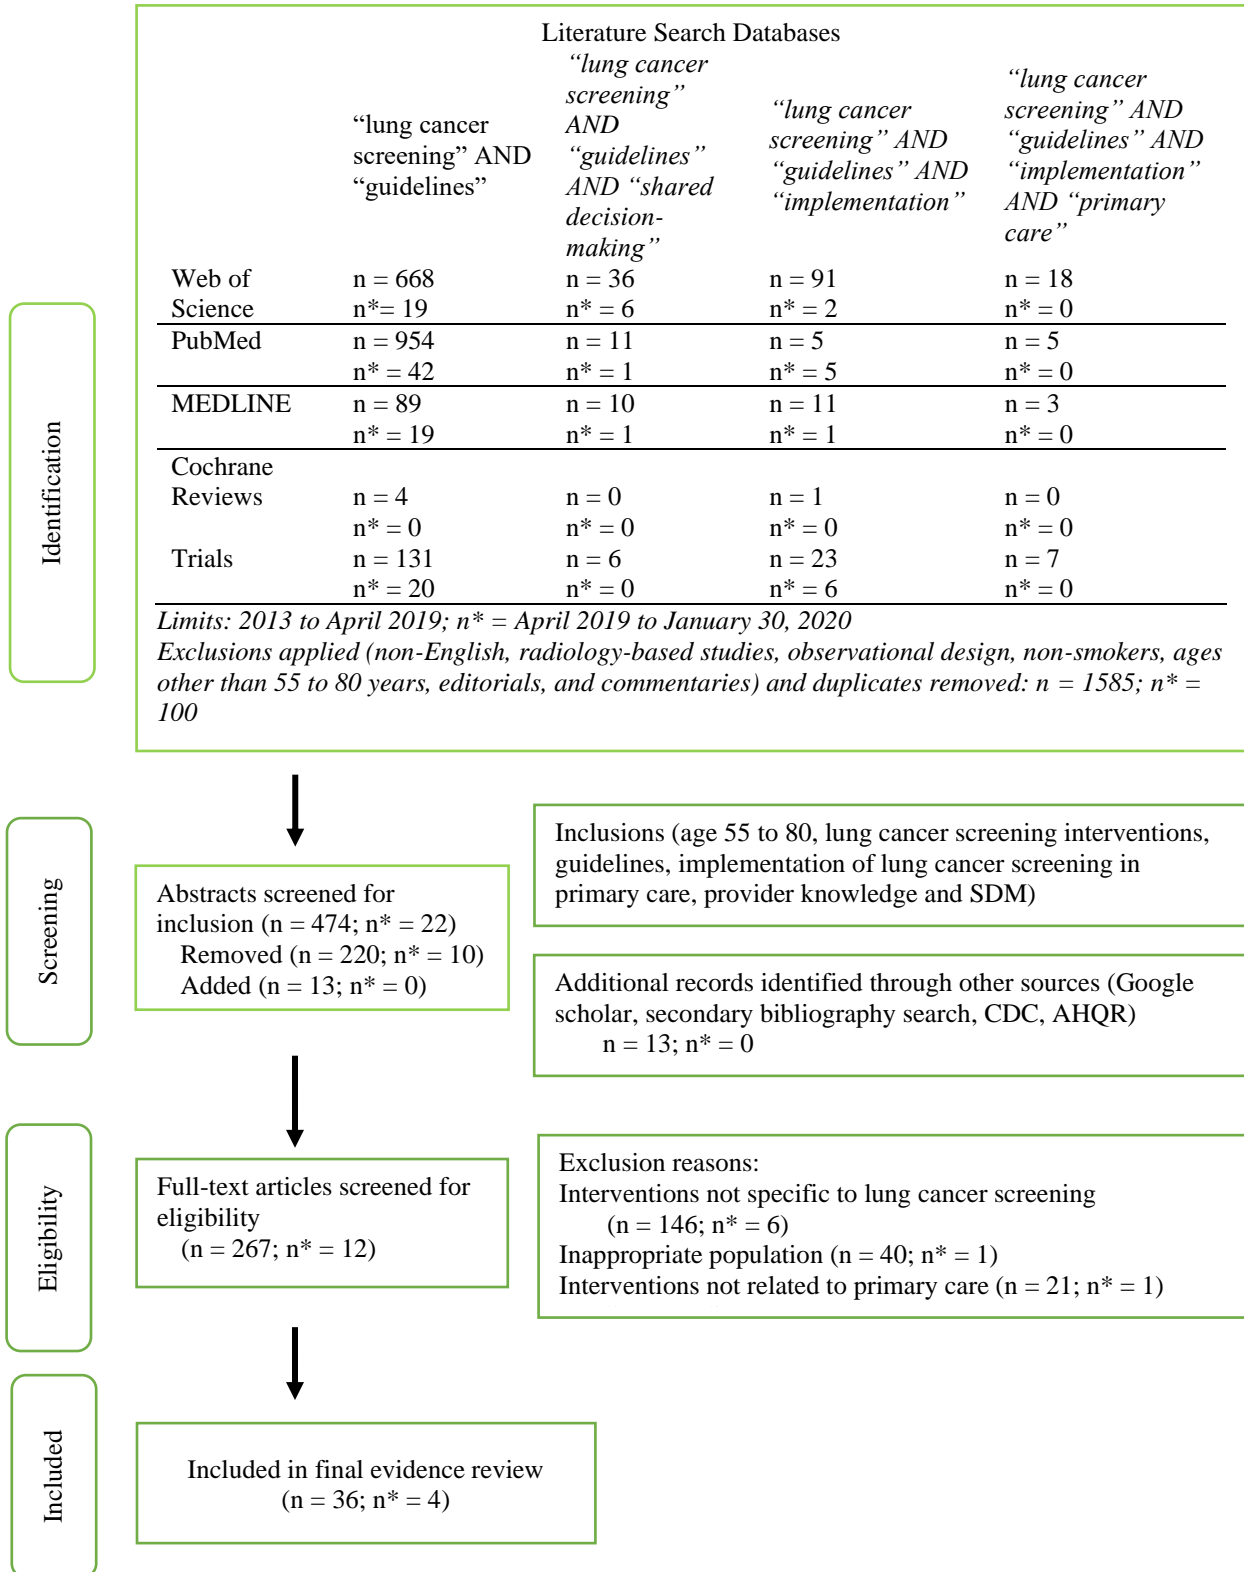 Literature Search Databases
“lung cancer screening” AND “guidelines”
“lung cancer screening” AND “guidelines” AND “shared decision-making”
“lung cancer screening” AND “guidelines” AND “implementation”
“lung cancer screening” AND “guidelines” AND “implementation” AND “primary care”
Web of n = 668 n = 36 n = 91 n = 18
Science n*= 19 n* = 6 n* = 2 n* = 0
PubMed n = 954 n = 11 n = 5 n = 5
n* = 42 n* = 1 n* = 5 n* = 0
MEDLINE n = 89 n = 10 n = 11 n = 3
n* = 19 n* = 1 n* = 1 n* = 0
Cochrane
Reviews n = 4 n = 0 n = 1 n = 0
n* = 0 n* = 0 n* = 0 n* = 0
Trials n = 131 n = 6 n = 23 n = 7
n* = 20 n* = 0 n* = 6 n* = 0
Limits: 2013 to April 2019; n* = April 2019 to January 30, 2020
Exclusions applied (non-English, radiology-based studies, observational design, non-smokers, ages
other than 55 to 80 years, editorials, and commentaries) and duplicates removed: n = 1585; n* =
100
Identification
Screening
Abstracts screened for
inclusion (n = 474; n* = 22)
Removed (n = 220; n* = 10)
Added (n = 13; n* = 0)
Inclusions (age 55 to 80, lung cancer screening interventions,
guidelines, implementation of lung cancer screening in
primary care, provider knowledge and SDM)
Additional records identified through other sources (Google
scholar, secondary bibliography search, CDC, AHQR)
n = 13; n* = 0
Eligibility
Full-text articles screened for
eligibility
(n = 267; n* = 12)
Exclusion reasons:
Interventions not specific to lung cancer screening
(n = 146; n* = 6)
Inappropriate population (n = 40; n* = 1)
Interventions not related to primary care (n = 21; n* = 1)
Included
Included in final evidence review
(n = 36; n* = 4)